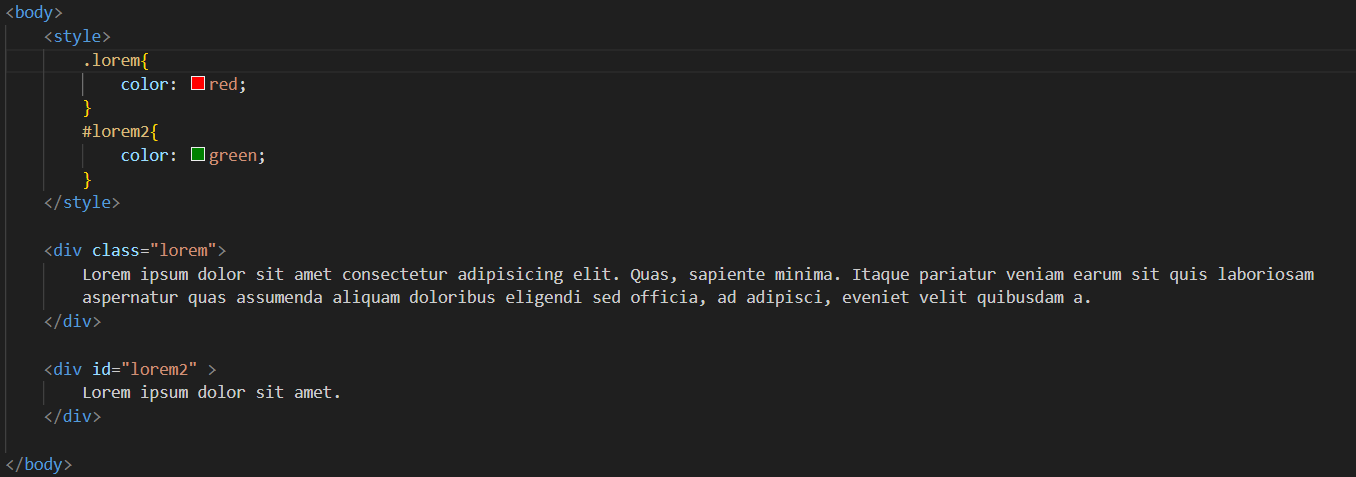 <body>
<style>
.lorem{
color: red;
}
#lorem2{
color: green;
}
</style>
<div class="lorem">
Lorem ipsum dolor sit amet consectetur adipisicing elit. Quas, sapiente minima. Itaque pariatur veniam earum sit quis laboriosam
aspernatur quas assumenda aliquam doloribus eligendi sed officia, ad adipisci, eveniet velit quibusdam a.
</div>
<div id="lorem2" >
Lorem ipsum dolor sit amet.
</div>
</body>